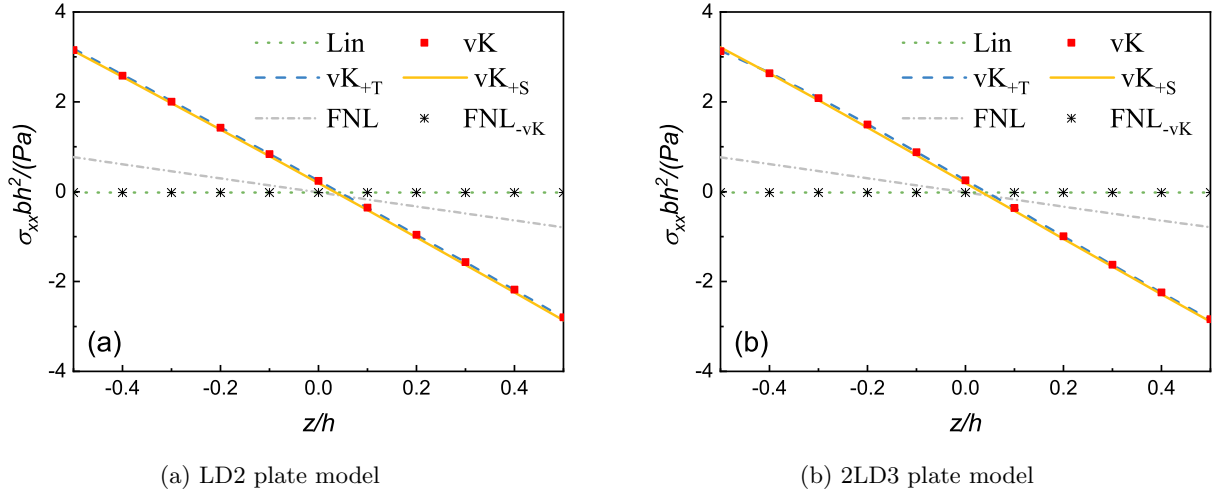 4
2
0
-2
-4
σxxbh²/(Pa)
Lin
vK
vK+T
vK+S
FNL
FNL-vK
(a)
-0.4 -0.2 0.0 0.2 0.4
z/h
(a) LD2 plate model
4
2
0
-2
-4
σxxbh²/(Pa)
Lin
vK
vK+T
vK+S
FNL
FNL-vK
(b)
-0.4 -0.2 0.0 0.2 0.4
z/h
(b) 2LD3 plate model